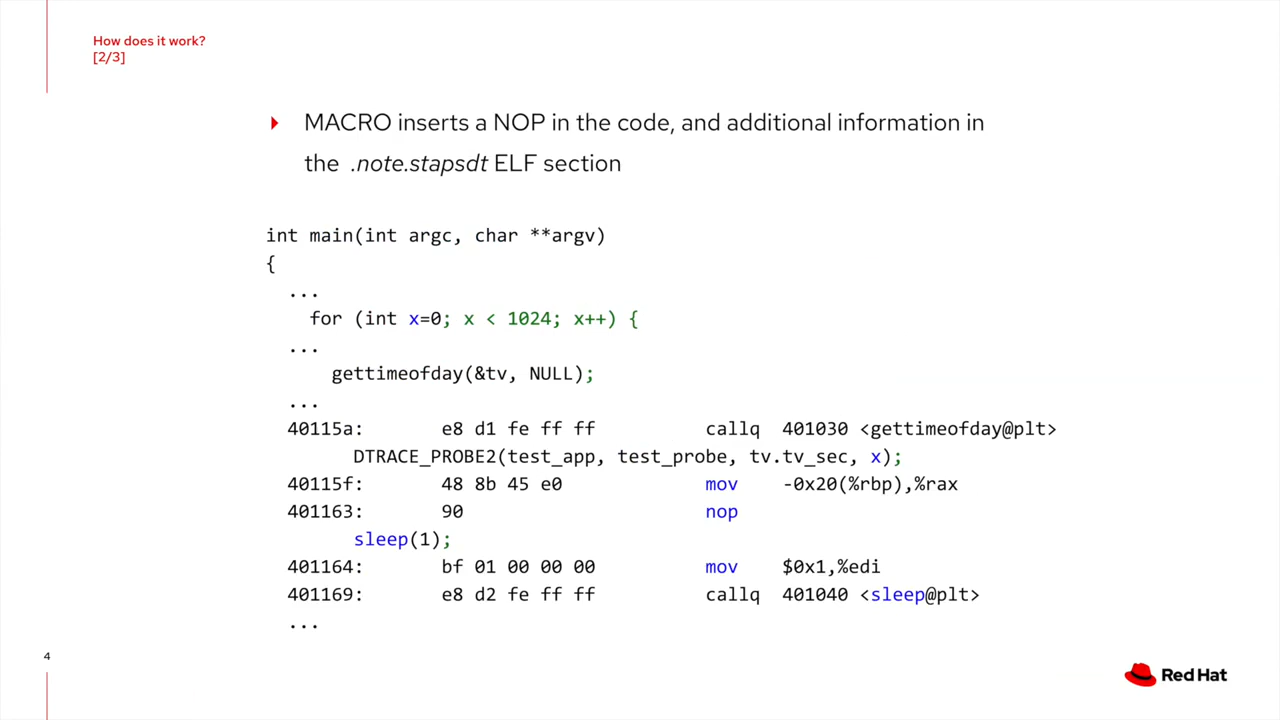 How does it work?
[2/3]
MACRO inserts a NOP in the code, and additional information in
the .note.stapsdt ELF section
int main(int argc, char **argv)
{
...
for (int x=0; x < 1024; x++) {
...
gettimeofday(&tv, NULL);
...
40115a: e8 d1 fe ff ff callq 401030 <gettimeofday@plt>
DTRACE_PROBE2(test_app, test_probe, tv.tv_sec, x);
40115f: 48 8b 45 e0 mov -0x20(%rbp),%rax
401163: 90 nop
sleep(1);
401164: bf 01 00 00 00 mov $0x1,%edi
401169: e8 d2 fe ff ff callq 401040 <sleep@plt>
...
4
Red Hat